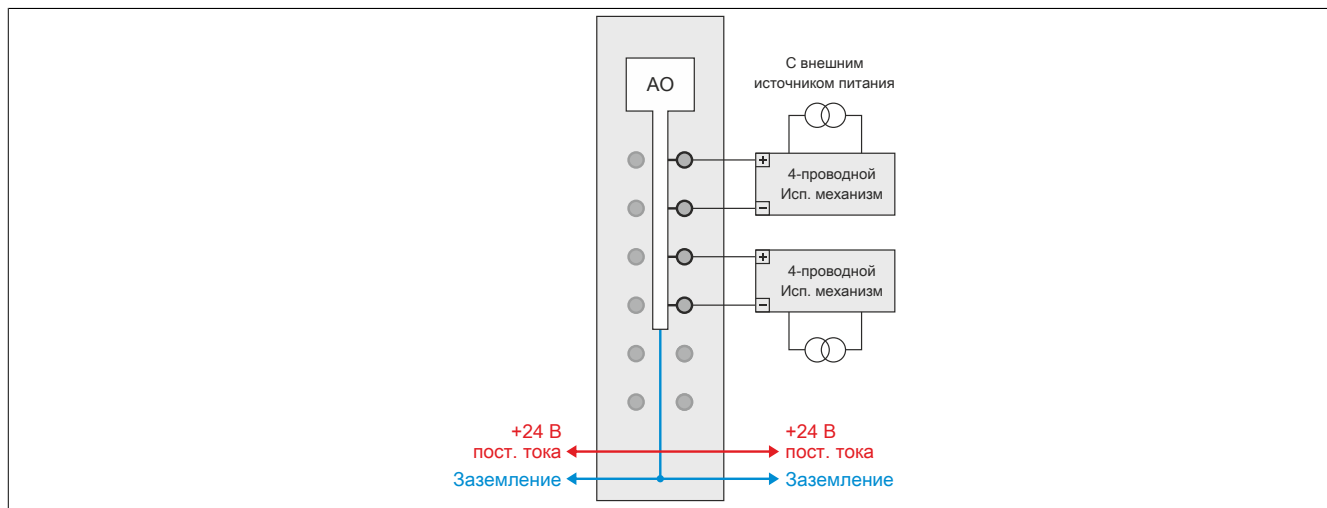 С внешним
источником питания
AO
+
4-проводной
Исп. механизм
−
+
4-проводной
Исп. механизм
−
+24 В
пост. тока
+24 В
пост. тока
Заземление
Заземление